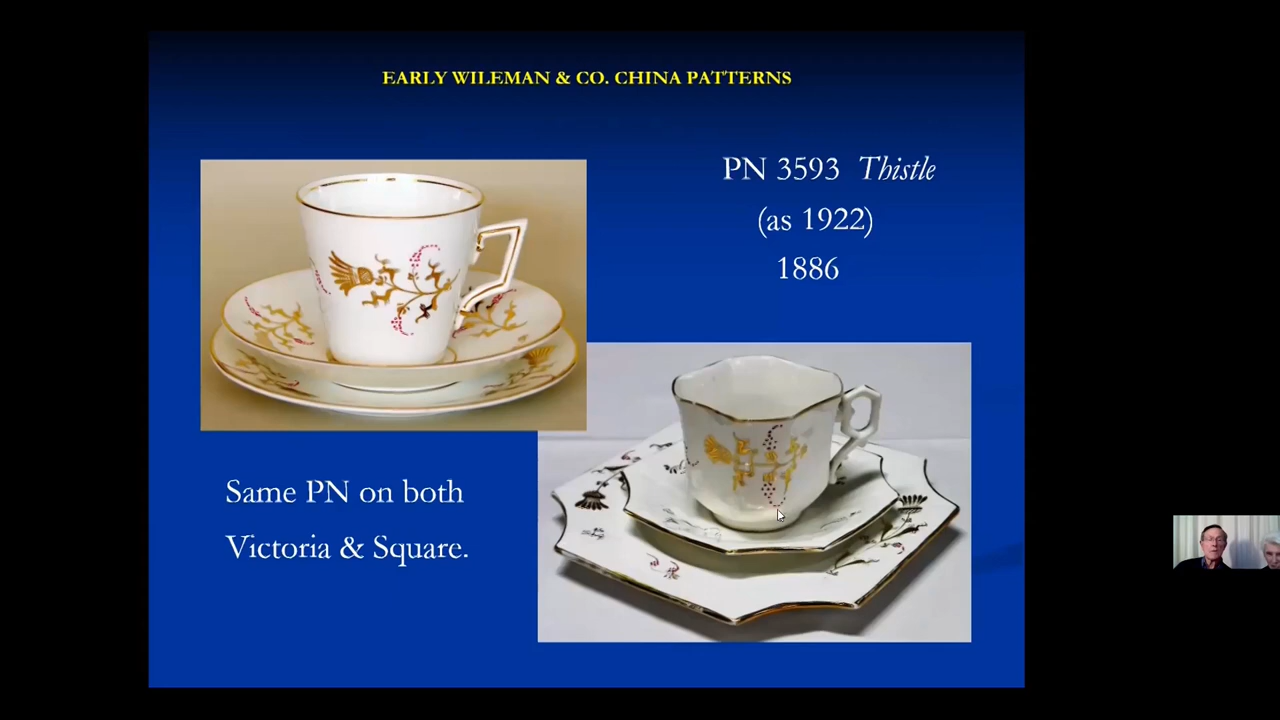 EARLY WILEMAN & CO. CHINA PATTERNS
PN 3593 Thistle
(as 1922)
1886
Same PN on both
Victoria & Square.